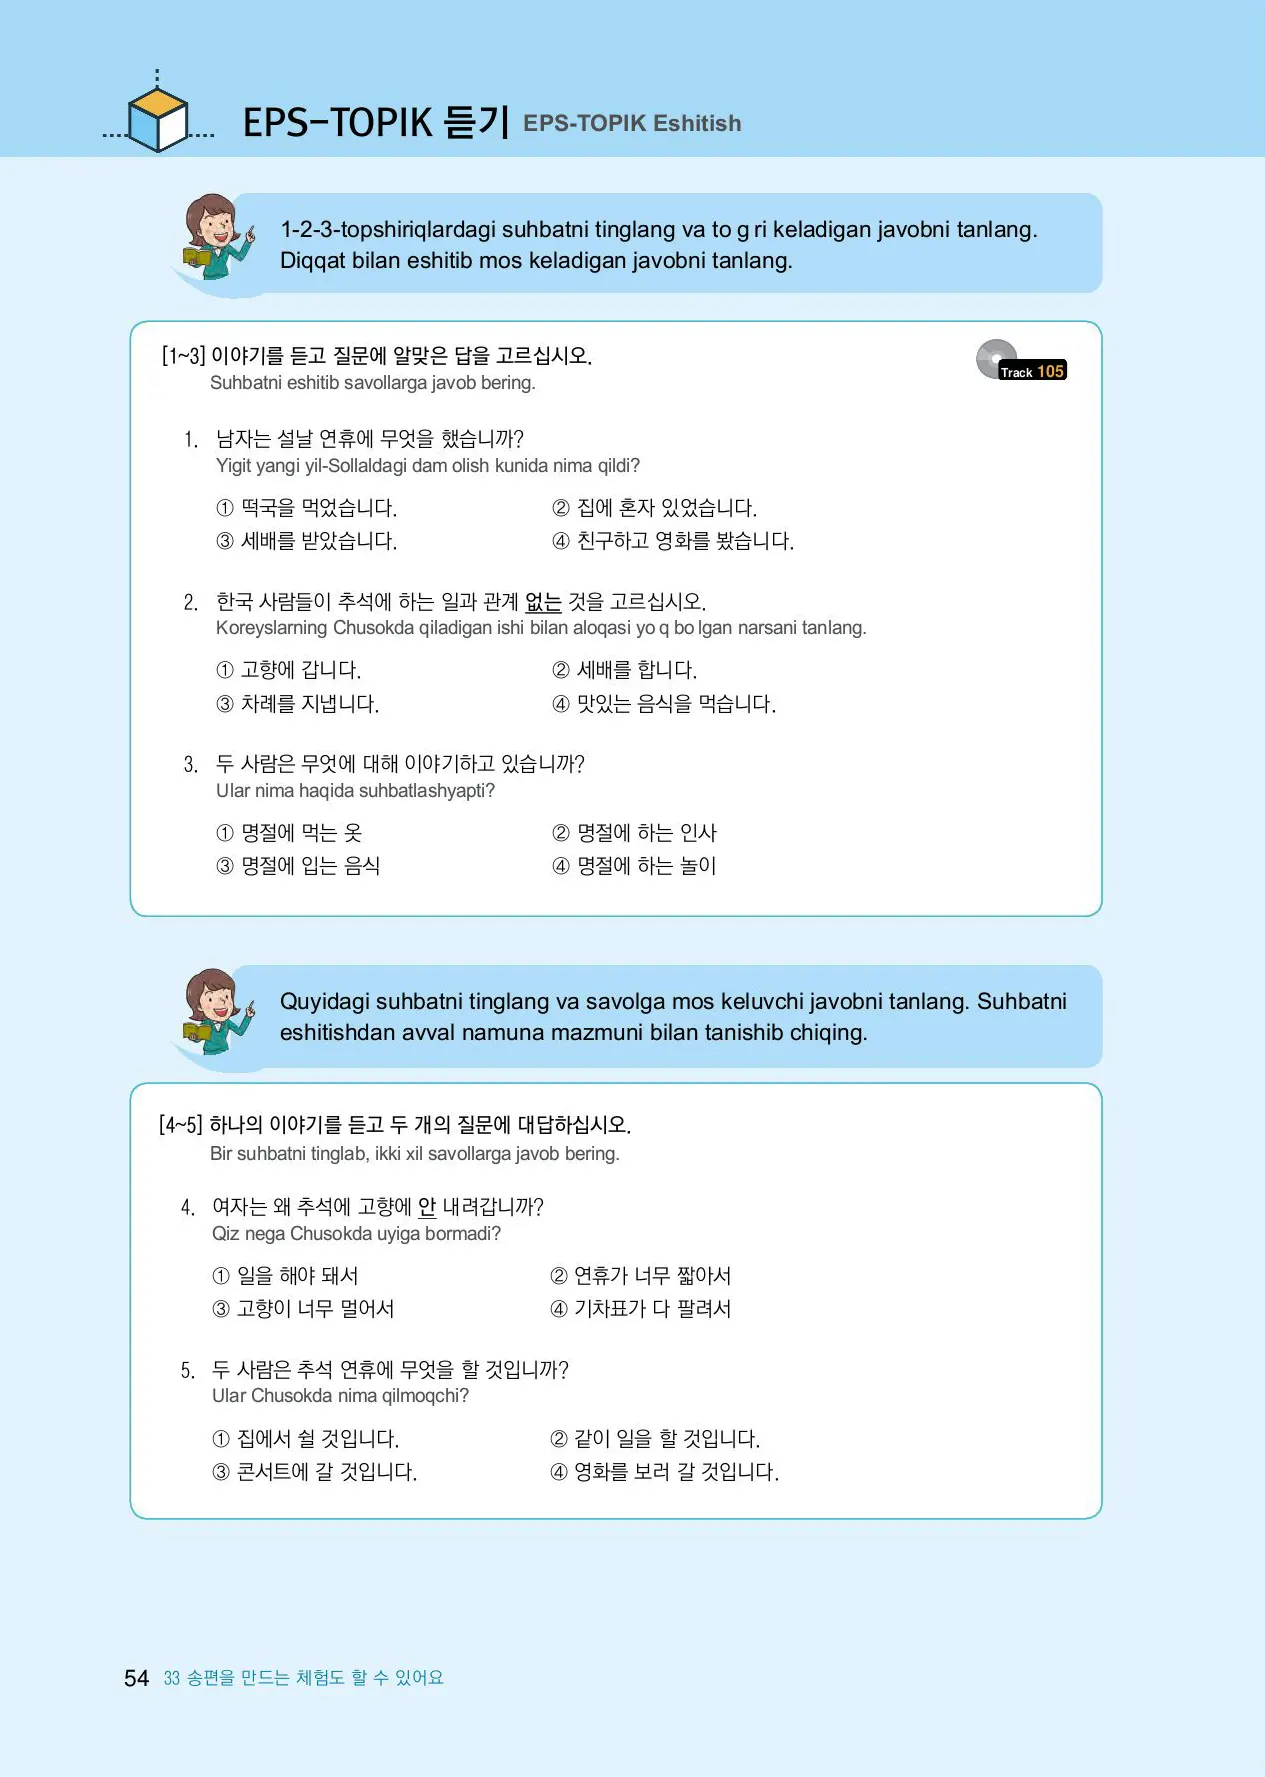 EPS-TOPIK 듣기 EPS-TOPIK Eshitish
1-2-3-topshiriqlardagi suhbatni tinglang va to g ri keladigan javobni tanlang.
Diqqat bilan eshitib mos keladigan javobni tanlang.
[1~3] 이야기를 듣고 질문에 알맞은 답을 고르십시오.
Suhbatni eshitib savollarga javob bering.
Track 105
1. 남자는 설날 연휴에 무엇을 했습니까?
Yigit yangi yil-Sollaldagi dam olish kunida nima qildi?
① 떡국을 먹었습니다. ② 집에 혼자 있었습니다.
③ 세배를 받았습니다. ④ 친구하고 영화를 봤습니다.
2. 한국 사람들이 추석에 하는 일과 관계 없는 것을 고르십시오.
Koreyslarning Chusokda qiladigan ishi bilan aloqasi yo q bo lgan narsani tanlang.
① 고향에 갑니다. ② 세배를 합니다.
③ 차례를 지냅니다. ④ 맛있는 음식을 먹습니다.
3. 두 사람은 무엇에 대해 이야기하고 있습니까?
Ular nima haqida suhbatlashyapti?
① 명절에 먹는 옷 ② 명절에 하는 인사
③ 명절에 입는 음식 ④ 명절에 하는 놀이
Quyidagi suhbatni tinglang va savolga mos keluvchi javobni tanlang. Suhbatni
eshitishdan avval namuna mazmuni bilan tanishib chiqing.
[4~5] 하나의 이야기를 듣고 두 개의 질문에 대답하십시오.
Bir suhbatni tinglab, ikki xil savollarga javob bering.
4. 여자는 왜 추석에 고향에 안 내려갑니까?
Qiz nega Chusokda uyiga bormadi?
① 일을 해야 돼서 ② 연휴가 너무 짧아서
③ 고향이 너무 멀어서 ④ 기차표가 다 팔려서
5. 두 사람은 추석 연휴에 무엇을 할 것입니까?
Ular Chusokda nima qilmoqchi?
① 집에서 쉴 것입니다. ② 같이 일을 할 것입니다.
③ 콘서트에 갈 것입니다. ④ 영화를 보러 갈 것입니다.
54 33 송편을 만드는 체험도 할 수 있어요